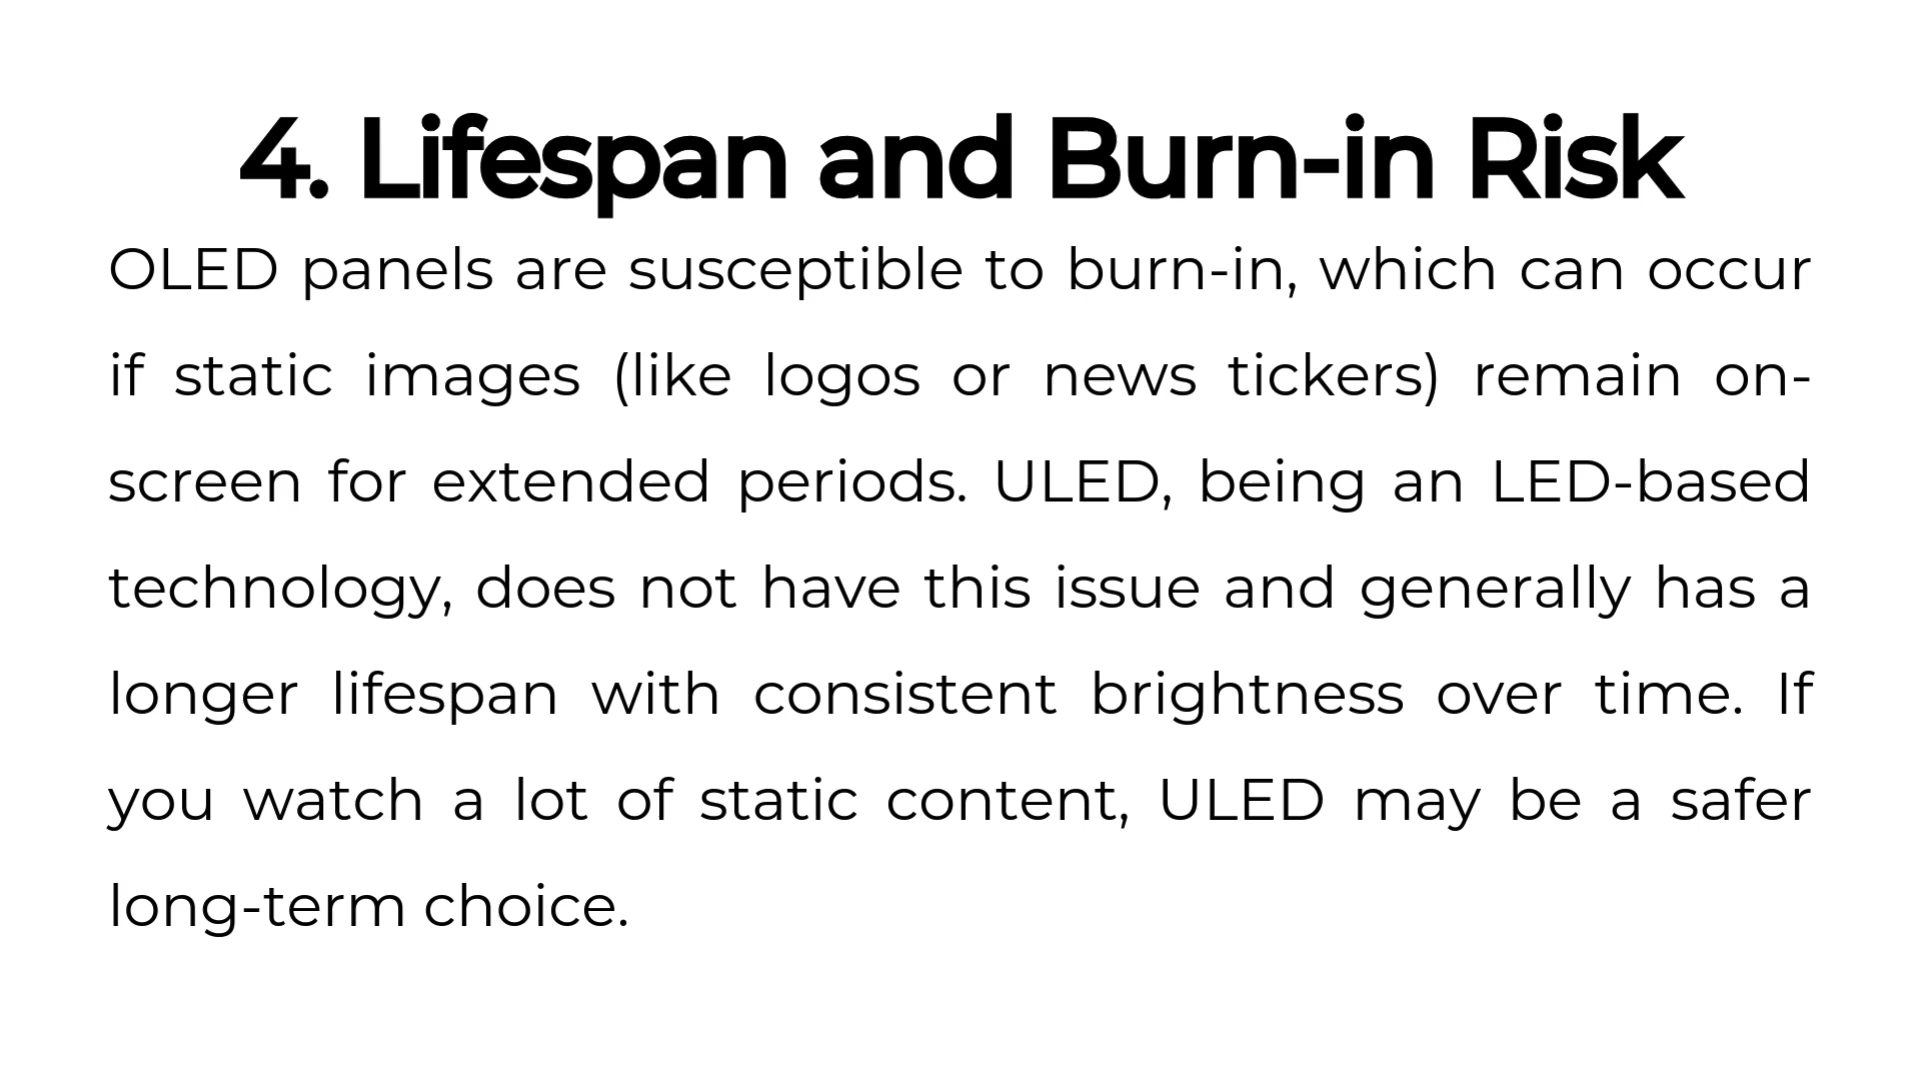 4. Lifespan and Burn-in Risk
OLED panels are susceptible to burn-in, which can occur
if static images (like logos or news tickers) remain on-
screen for extended periods. ULED, being an LED-based
technology, does not have this issue and generally has a
longer lifespan with consistent brightness over time. If
you watch a lot of static content, ULED may be a safer
long-term choice.